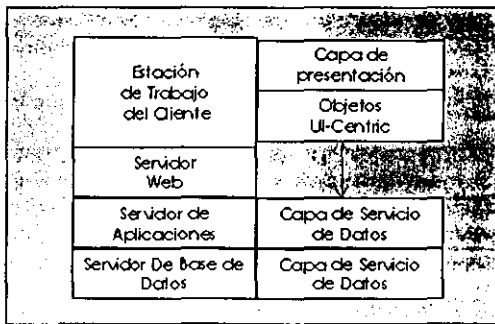 Estación
de Trabajo
del Cliente
Capa de
presentación
Objetos
UI-Centric
Servidor
Web
Servidor de
Aplicaciones
Capa de Servicio
de Datos
Servidor De Base de
Datos
Capa de Servicio
de Datos